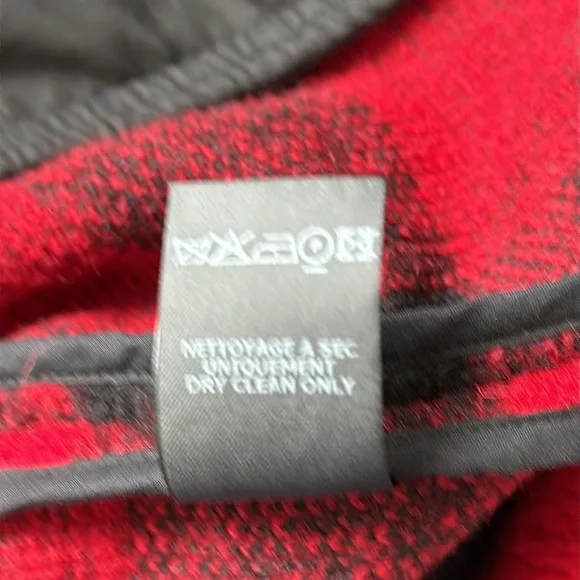 NETTOYAGE A SEC
UNIQUEMENT
DRY CLEAN ONLY